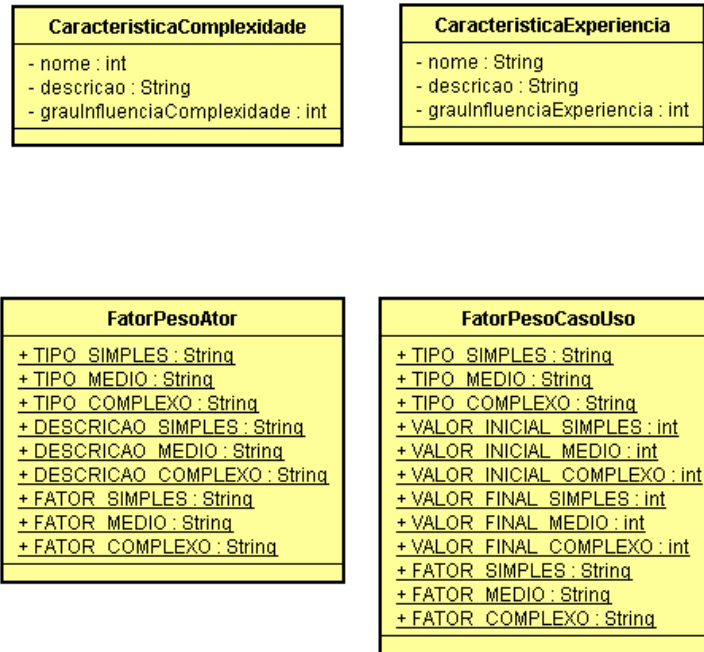 CaracteristicaComplexidade
- nome : int
- descricao : String
- grauInfluenciaComplexidade : int
CaracteristicaExperiencia
- nome : String
- descricao : String
- grauInfluenciaExperiencia : int
FatorPesoAtor
+ TIPO_SIMPLES : String
+ TIPO_MEDIO : String
+ TIPO_COMPLEXO : String
+ DESCRICAO_SIMPLES : String
+ DESCRICAO_MEDIO : String
+ DESCRICAO_COMPLEXO : String
+ FATOR_SIMPLES : String
+ FATOR_MEDIO : String
+ FATOR_COMPLEXO : String
FatorPesoCasoUso
+ TIPO_SIMPLES : String
+ TIPO_MEDIO : String
+ TIPO_COMPLEXO : String
+ VALOR_INICIAL_SIMPLES : int
+ VALOR_INICIAL_MEDIO : int
+ VALOR_INICIAL_COMPLEXO : int
+ VALOR_FINAL_SIMPLES : int
+ VALOR_FINAL_MEDIO : int
+ VALOR_FINAL_COMPLEXO : int
+ FATOR_SIMPLES : String
+ FATOR_MEDIO : String
+ FATOR_COMPLEXO : String